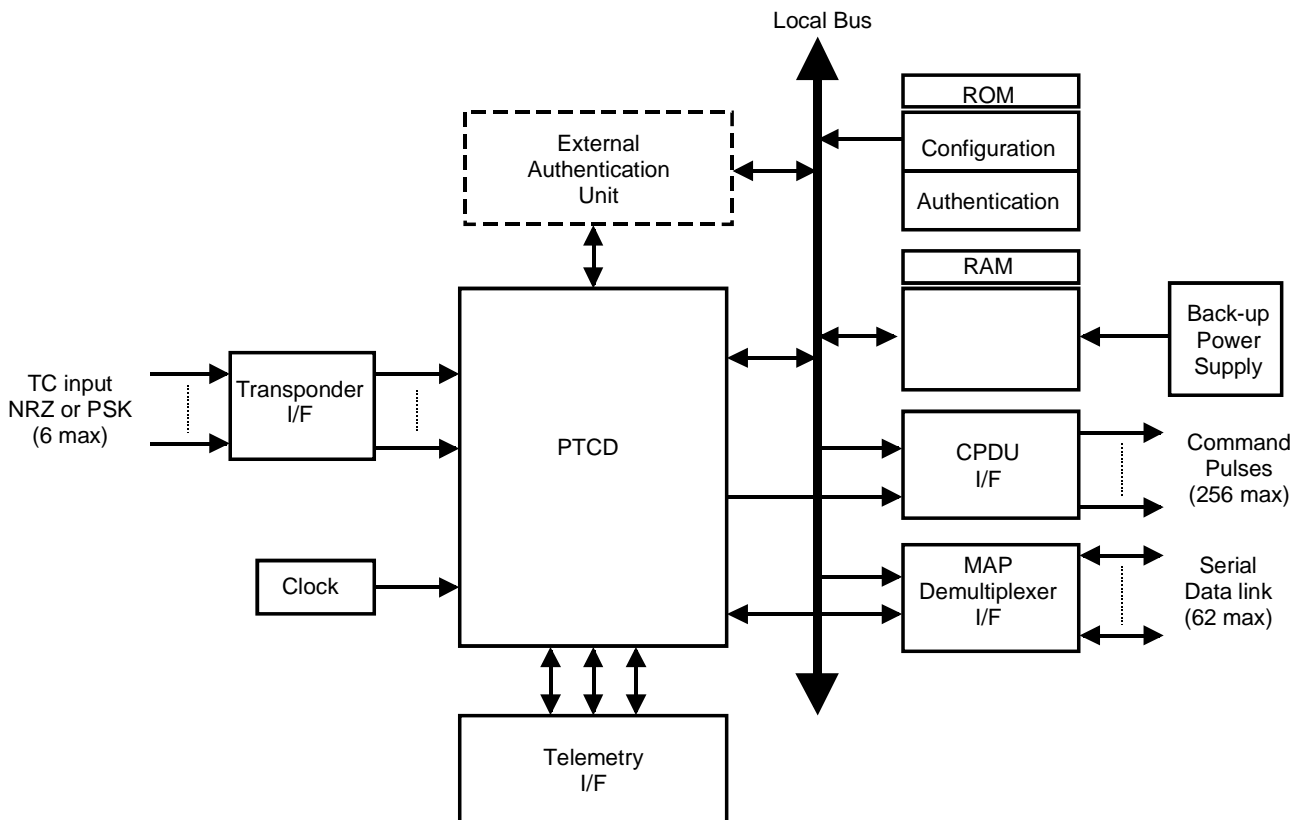 Local Bus
ROM
Configuration
Authentication
External
Authentication
Unit
RAM
Back-up
Power
Supply
TC input
NRZ or PSK
(6 max)
Transponder
I/F
PTCD
CPDU
I/F
Command
Pulses
(256 max)
Clock
MAP
Demultiplexer
I/F
Serial
Data link
(62 max)
Telemetry
I/F